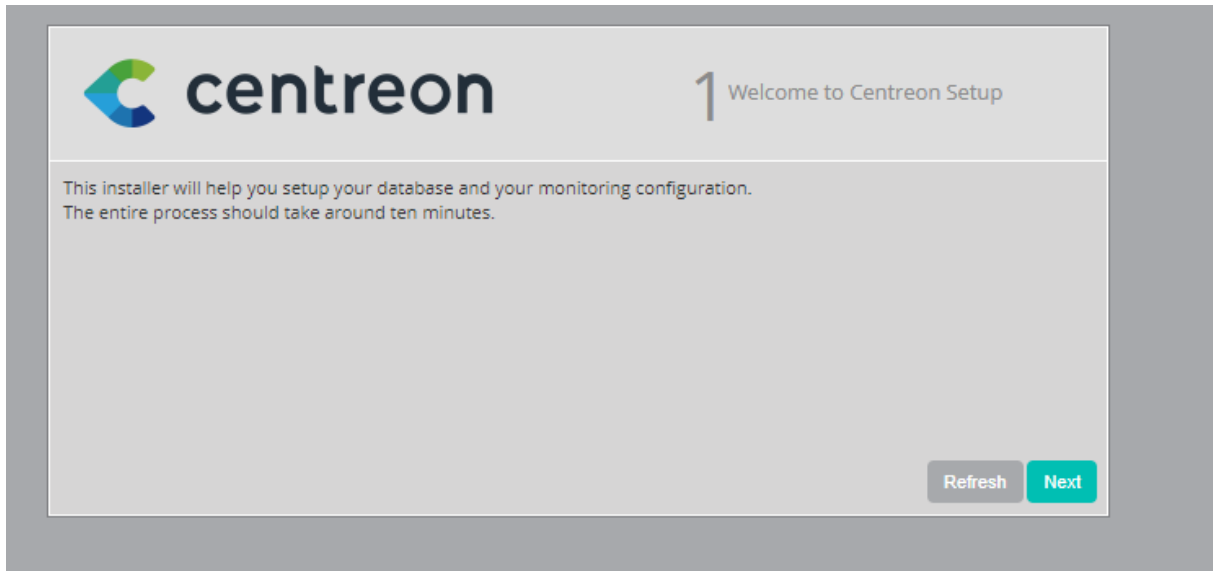 centreon
1 Welcome to Centreon Setup
This installer will help you setup your database and your monitoring configuration.
The entire process should take around ten minutes.
Refresh Next